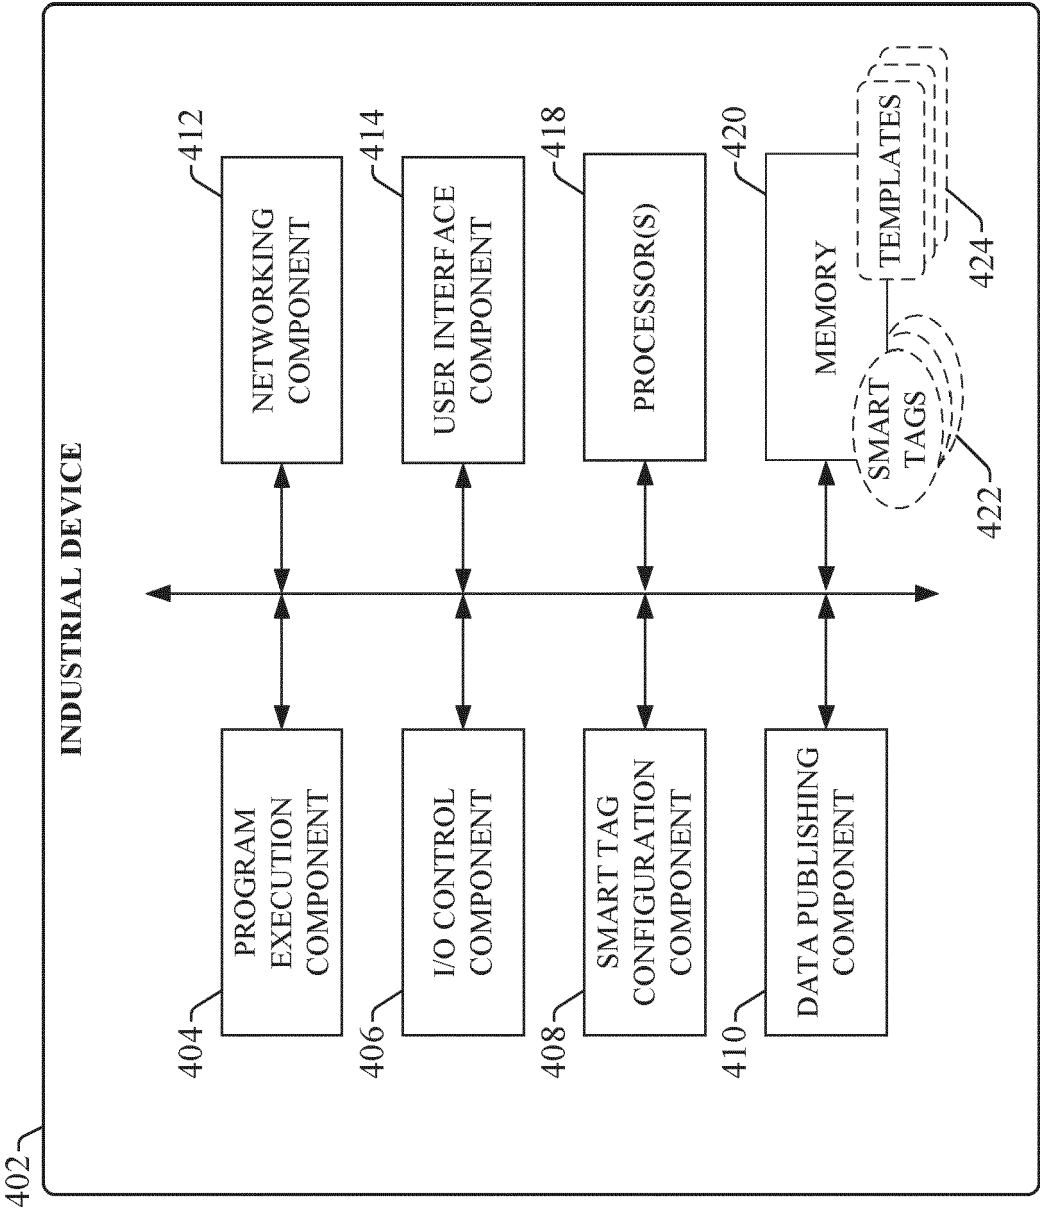 402
INDUSTRIAL DEVICE
404
PROGRAM
EXECUTION
COMPONENT
412
NETWORKING
COMPONENT
406
I/O CONTROL
COMPONENT
414
USER INTERFACE
COMPONENT
408
SMART TAG
CONFIGURATION
COMPONENT
418
PROCESSOR(S)
410
DATA PUBLISHING
COMPONENT
420
MEMORY
SMART
TAGS
422
TEMPLATES
424